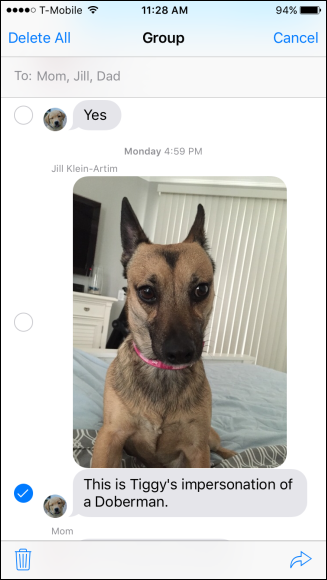 T-Mobile 11:28 AM 94%
Delete All Group Cancel
To: Mom, Jill, Dad
Yes
Monday 4:59 PM
Jill Klein-Artim
This is Tiggy's impersonation of
a Doberman.
Mom